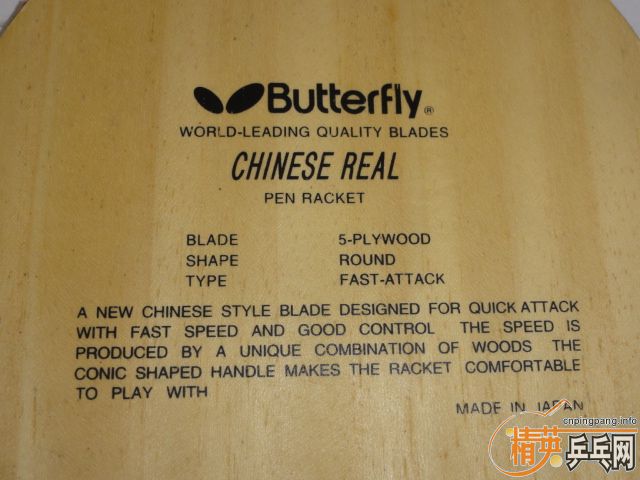 Butterfly®
WORLD-LEADING QUALITY BLADES
CHINESE REAL
PEN RACKET
BLADE 5-PLYWOOD
SHAPE ROUND
TYPE FAST-ATTACK
A NEW CHINESE STYLE BLADE DESIGNED FOR QUICK ATTACK
WITH FAST SPEED AND GOOD CONTROL THE SPEED IS
PRODUCED BY A UNIQUE COMBINATION OF WOODS THE
CONIC SHAPED HANDLE MAKES THE RACKET COMFORTABLE
TO PLAY WITH
MADE IN JAPAN
cnpingpang.info
精英乒乓网